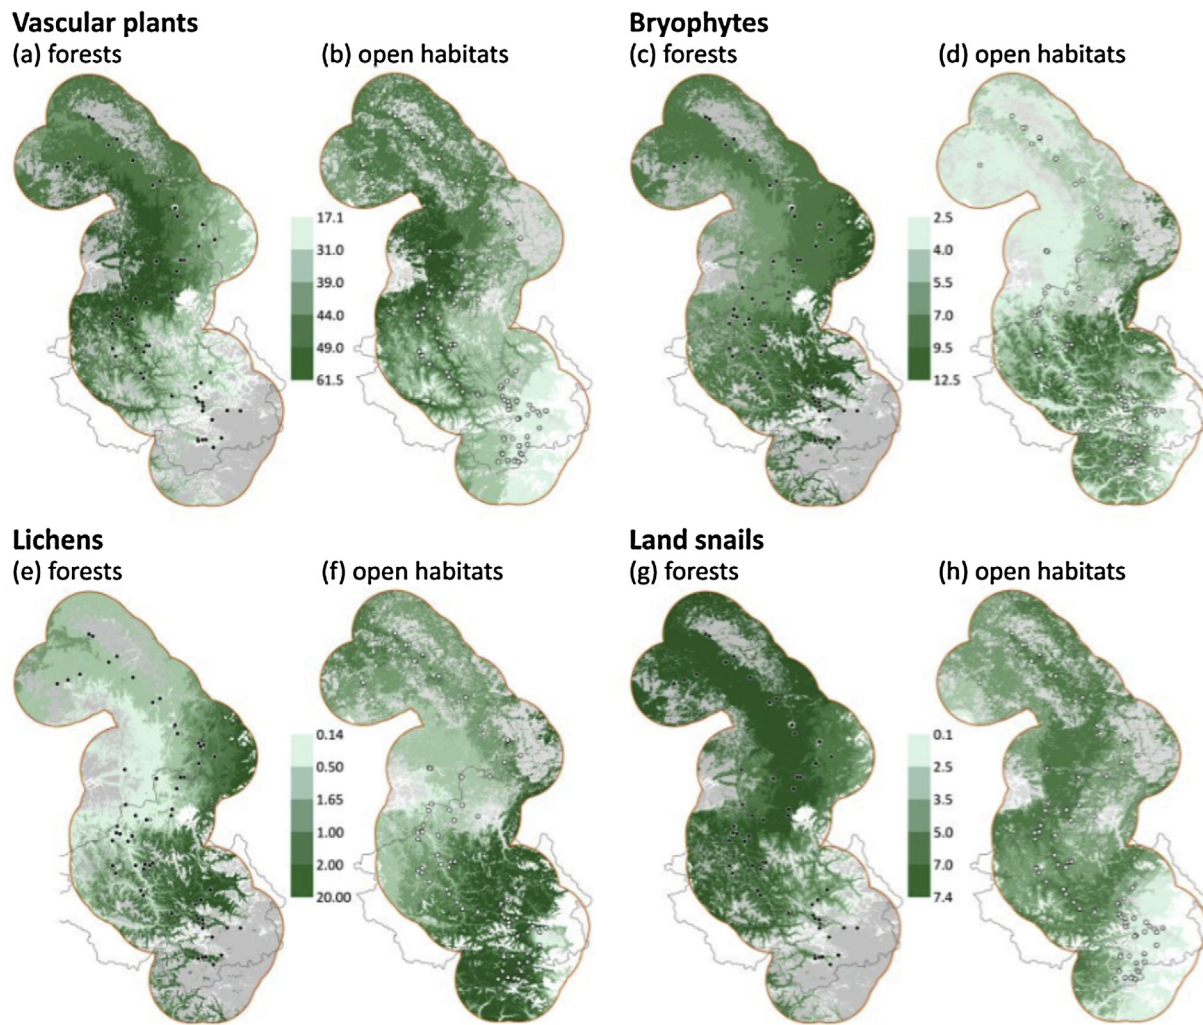 Vascular plants
(a) forests
(b) open habitats
Bryophytes
(c) forests
(d) open habitats
17.1
31.0
39.0
44.0
49.0
61.5
2.5
4.0
5.5
7.0
9.5
12.5
Lichens
(e) forests
(f) open habitats
Land snails
(g) forests
(h) open habitats
0.14
0.50
1.65
1.00
2.00
20.00
0.1
2.5
3.5
5.0
7.0
7.4